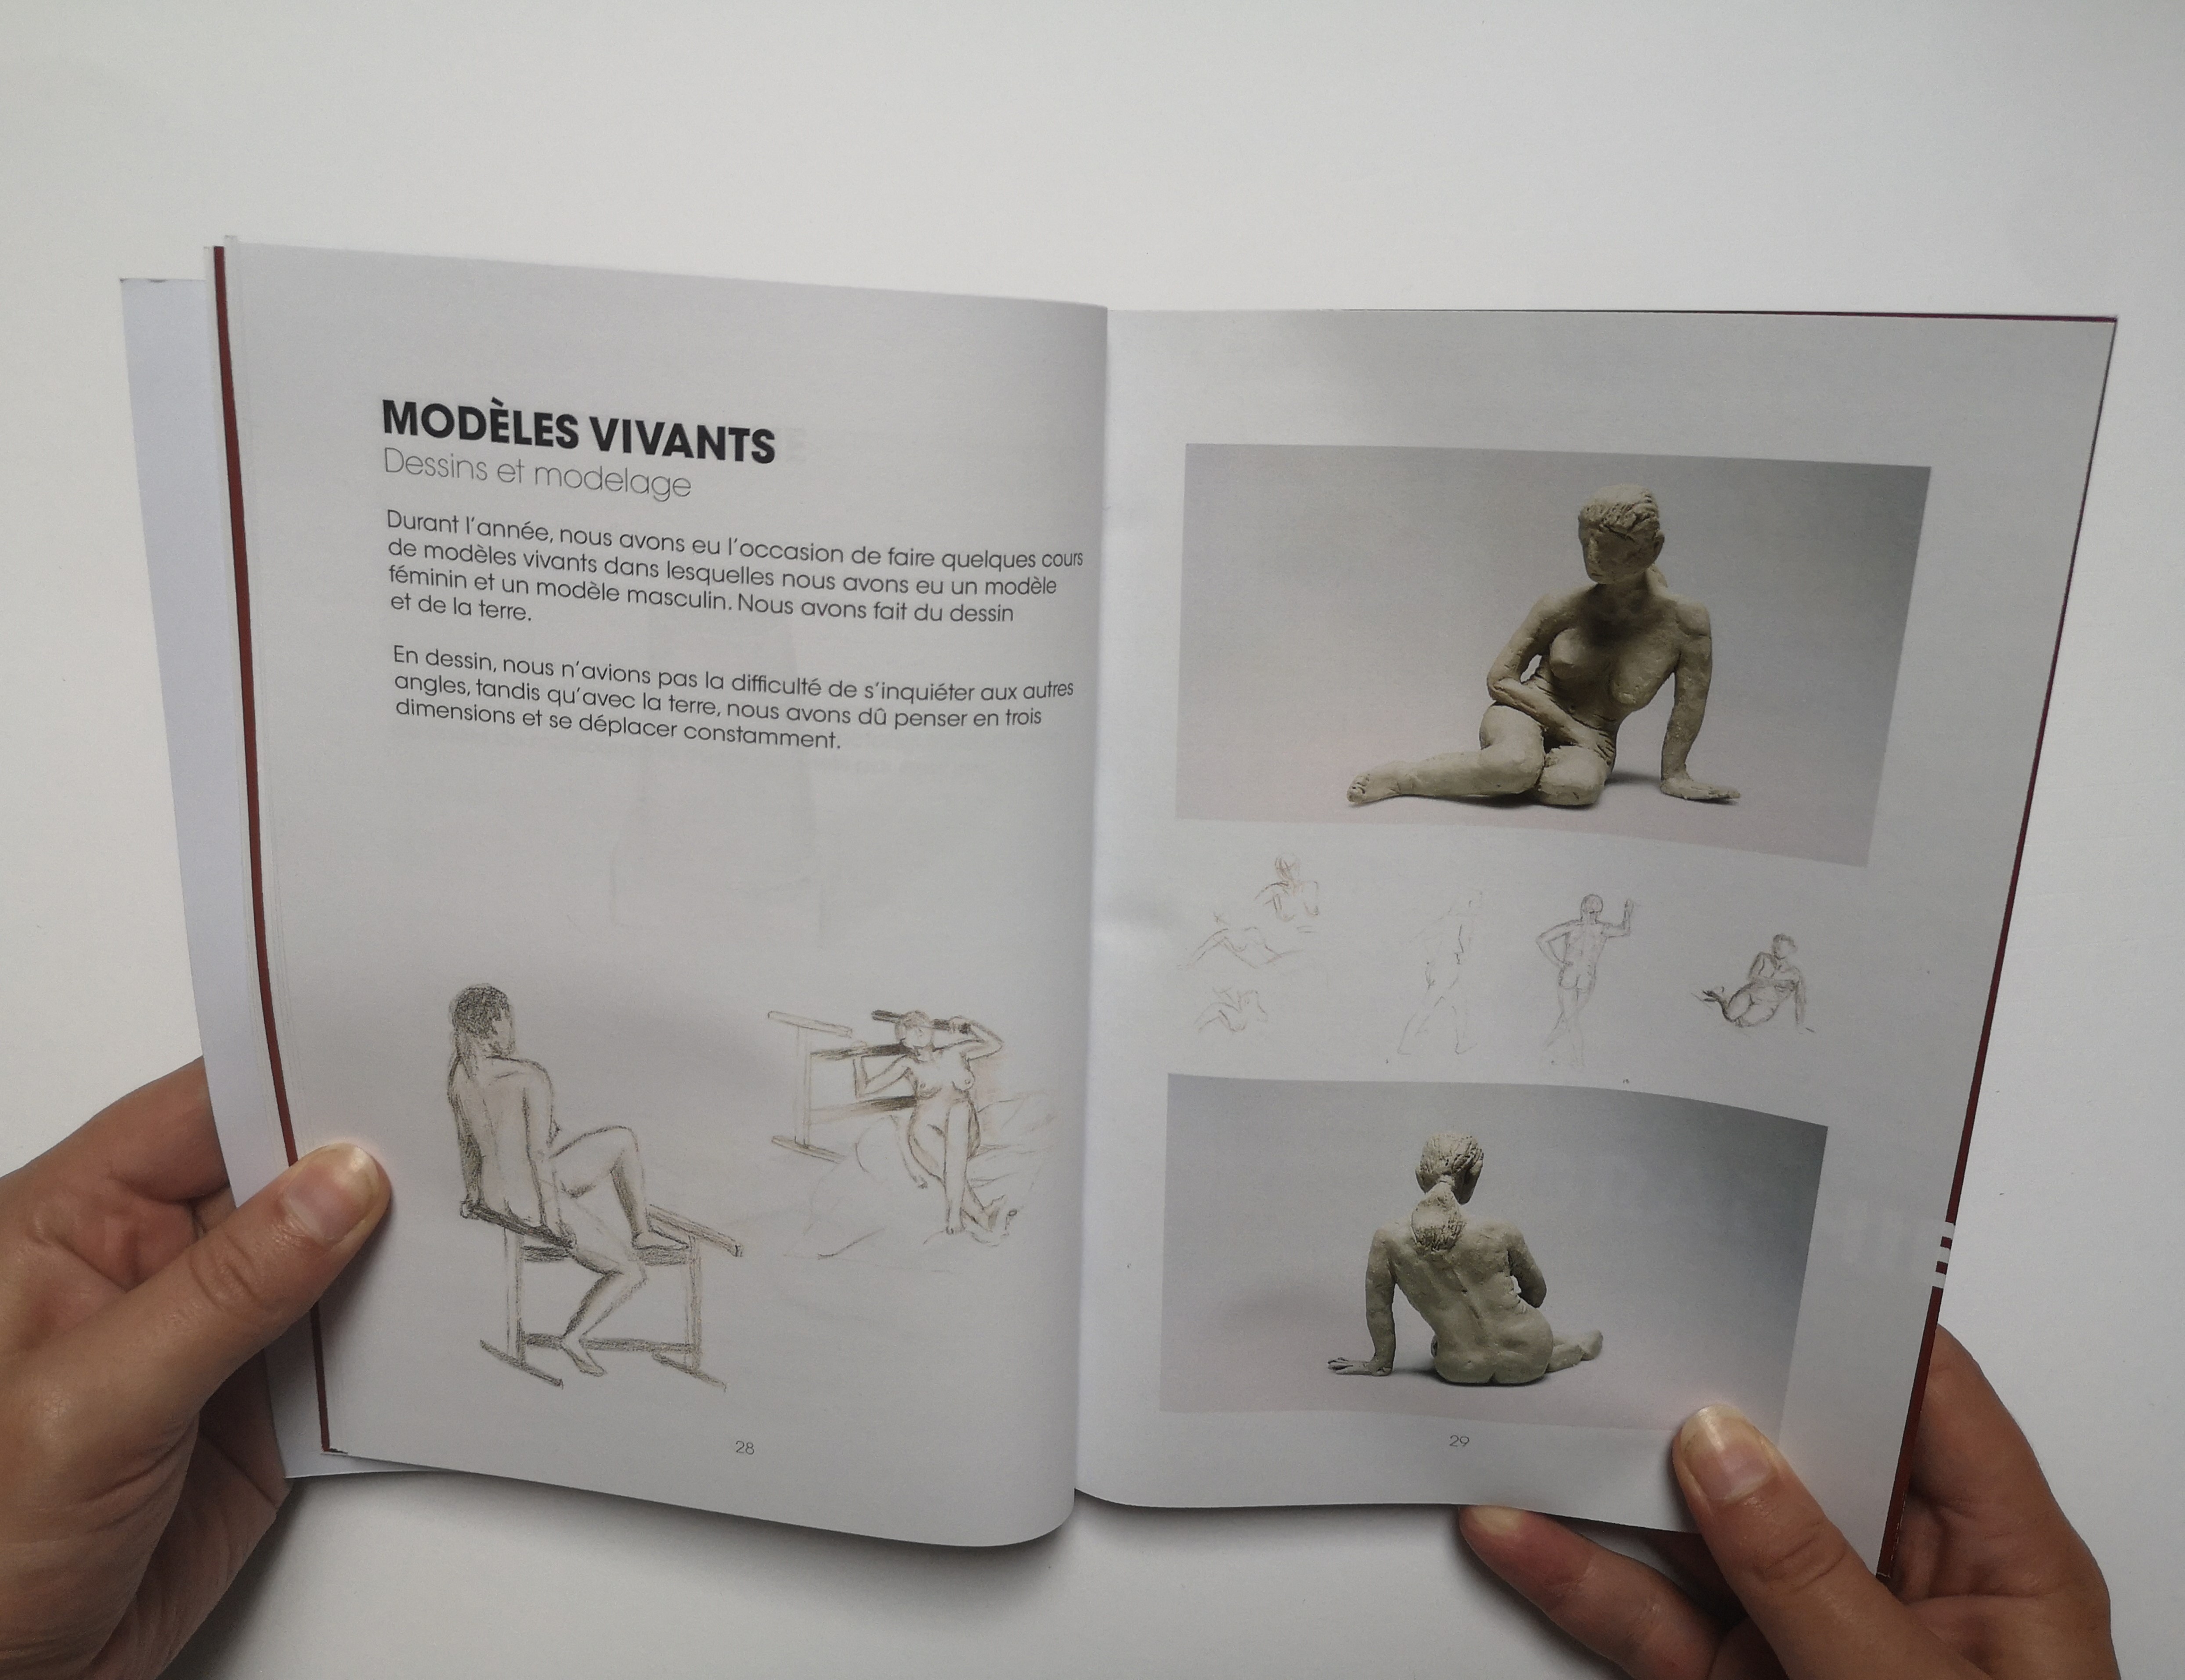 MODÈLES VIVANTS
Dessins et modelage
Durant l'année, nous avons eu l'occasion de faire quelques cours
de modèles vivants dans lesquelles nous avons eu un modèle
féminin et un modèle masculin. Nous avons fait du dessin
et de la terre.
En dessin, nous n'avions pas la difficulté de s'inquiéter aux autres
angles, tandis qu'avec la terre, nous avons dû penser en trois
dimensions et se déplacer constamment.
28
29